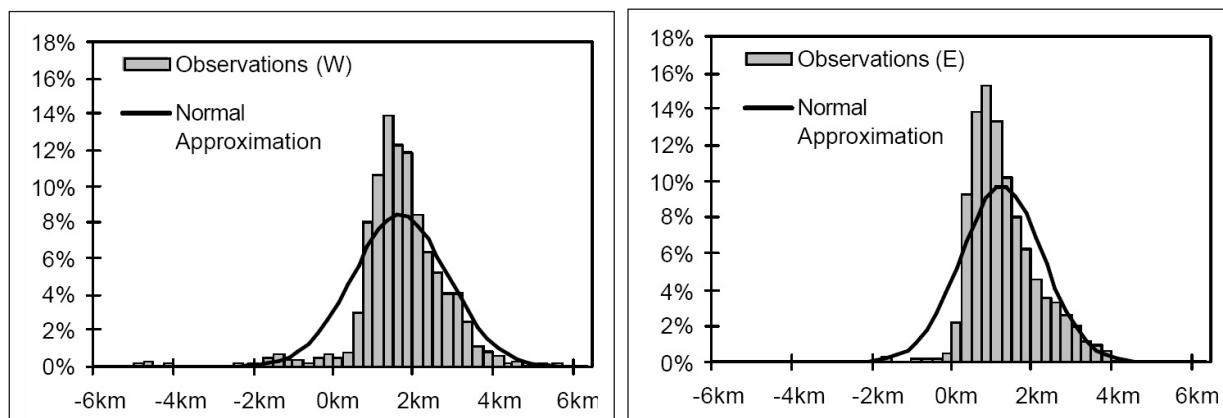 18%
16%
14%
12%
10%
8%
6%
4%
2%
0%
Observations (W)
Normal
Approximation
-6km -4km -2km 0km 2km 4km 6km
18%
16%
14%
12%
10%
8%
6%
4%
2%
0%
Observations (E)
Normal
Approximation
-6km -4km -2km 0km 2km 4km 6km